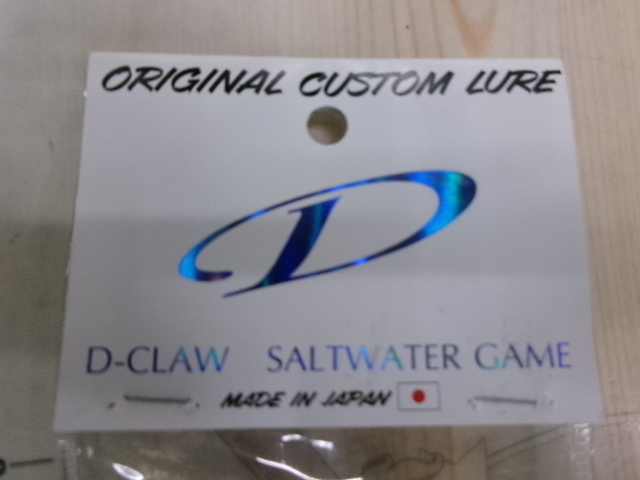 ORIGINAL CUSTOM LURE
D
D-CLAW SALTWATER GAME
MADE IN JAPAN